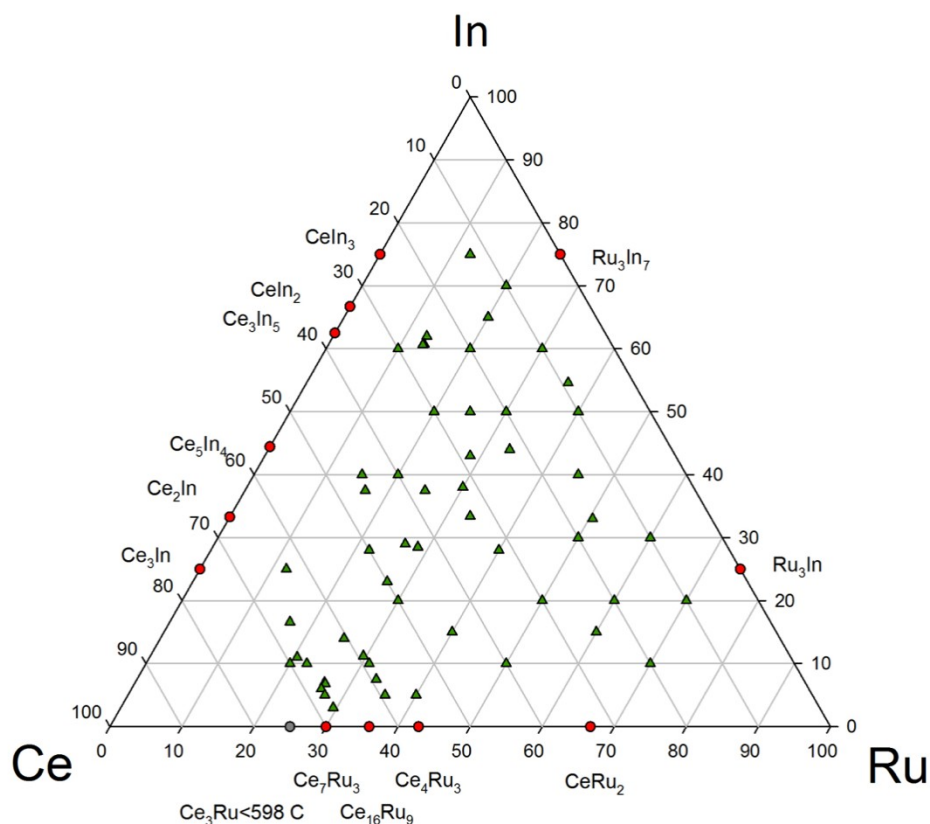 In
0 100
10 90
20 80
CeIn₃ Ru₃In₇
30 70
CeIn₂
Ce₃In₅
40 60
50 50
Ce₅In₄
60 40
Ce₂In
70 30
Ce₃In Ru₃In
80 20
90 10
100 0
Ce 0 10 20 30 40 50 60 70 80 90 100 Ru
Ce₇Ru₃ Ce₄Ru₃ CeRu₂
Ce₃Ru<598 C Ce₁₆Ru₉